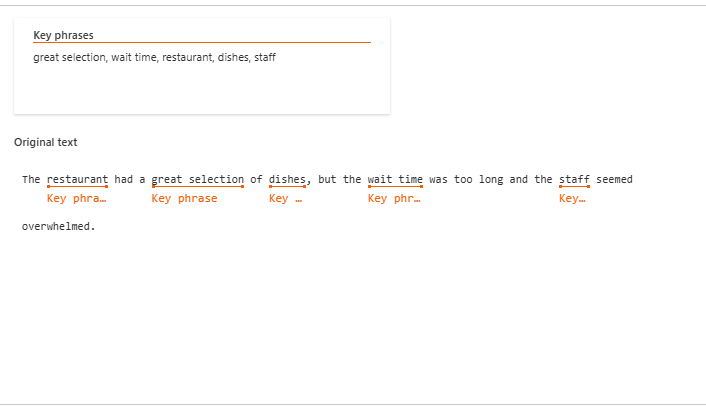 Key phrases
great selection, wait time, restaurant, dishes, staff
Original text
The restaurant had a great selection of dishes, but the wait time was too long and the staff seemed
Key phra… Key phrase Key … Key phr… Key…
overwhelmed.